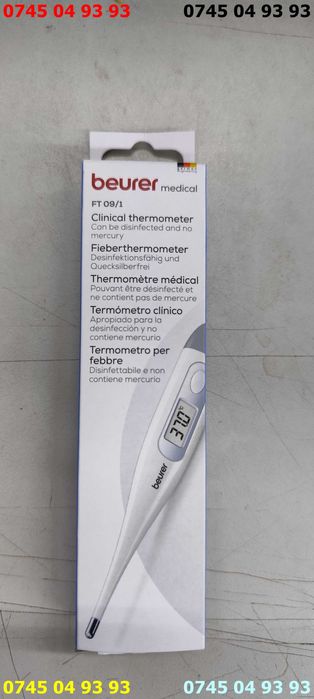 0745 04 93 93 0745 04 93 93
beurer medical
FT 09/1
Clinical thermometer
Can be disinfected and no
mercury
Fieberthermometer
Desinfektionsfähig und
Quecksilberfrei
Thermomètre médical
Pouvant être désinfecté et
ne contient pas de mercure
Termómetro clínico
Apropiado para la
desinfección y no
contiene mercurio
Termometro per
febbre
Disinfettabile e non
contiene mercurio
37.0
beurer
0745 04 93 93 0745 04 93 93